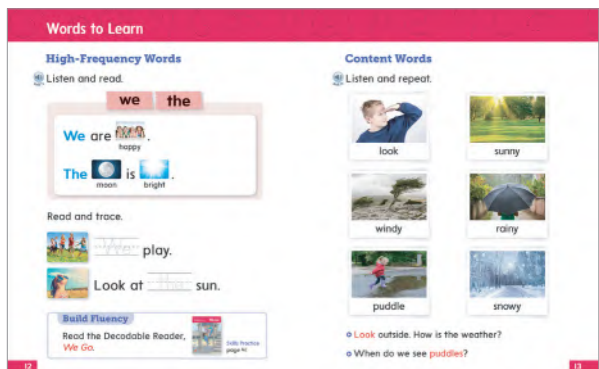 Words to Learn
High-Frequency Words
Listen and read.
we the
We are .
happy
The is .
moon bright
Read and trace.
We play.
Look at the sun.
Build Fluency
Read the Decodable Reader,
We Go.
Skills Practice
12
Content Words
Listen and repeat.
look sunny
windy rainy
puddle snowy
Look outside. How is the weather?
When do we see puddles?
13